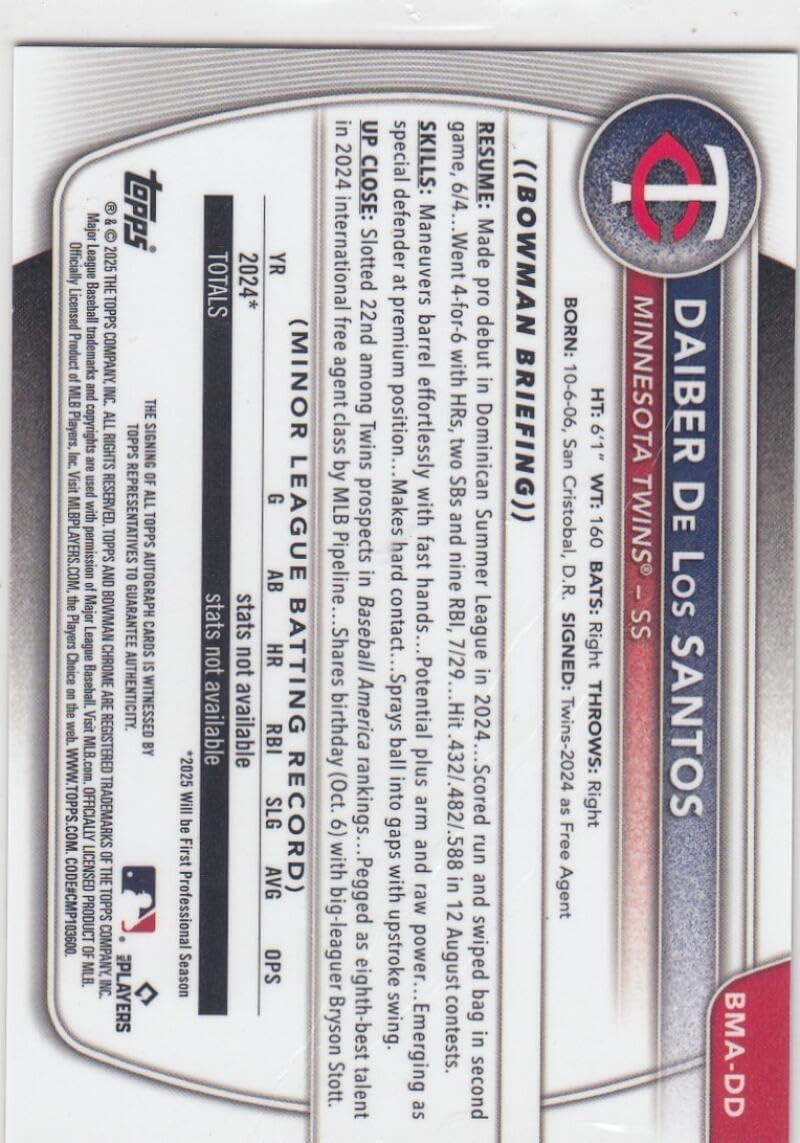 BMA-DD
DAIBER DE LOS SANTOS
MINNESOTA TWINS® – SS
HT: 6'1" WT: 160 BATS: Right THROWS: Right
BORN: 10-6-06, San Cristobal, D.R. SIGNED: Twins-2024 as Free Agent
((BOWMAN BRIEFING))
RESUME: Made pro debut in Dominican Summer League in 2024...Scored run and swiped bag in second
game, 6/4...Went 4-for-6 with HRs, two SBs and nine RBI, 7/29...Hit .432/.482/.588 in 12 August contests.
SKILLS: Maneuvers barrel effortlessly with fast hands...Potential plus arm and raw power...Emerging as
special defender at premium position...Makes hard contact...Sprays ball into gaps with upstroke swing.
UP CLOSE: Slotted 22nd among Twins prospects in Baseball America rankings...Pegged as eighth-best talent
in 2024 international free agent class by MLB Pipeline...Shares birthday (Oct. 6) with big-leaguer Bryson Stott.
(MINOR LEAGUE BATTING RECORD)
YR G AB HR RBI SLG AVG OPS
2024* stats not available
TOTALS stats not available
*2025 Will be First Professional Season
THE SIGNING OF ALL TOPPS AUTOGRAPH CARDS IS WITNESSED BY
TOPPS REPRESENTATIVES TO GUARANTEE AUTHENTICITY.
topps
MLB PLAYERS
® & © 2025 THE TOPPS COMPANY, INC. ALL RIGHTS RESERVED. TOPPS AND BOWMAN CHROME ARE REGISTERED TRADEMARKS OF THE TOPPS COMPANY, INC.
Major League Baseball trademarks and copyrights are used with permission of Major League Baseball. Visit MLB.com. OFFICIALLY LICENSED PRODUCT OF MLB.
Officially Licensed Product of MLB Players, Inc. Visit MLBPLAYERS.COM, the Players Choice on the web. WWW.TOPPS.COM. CODE#CMP103600.